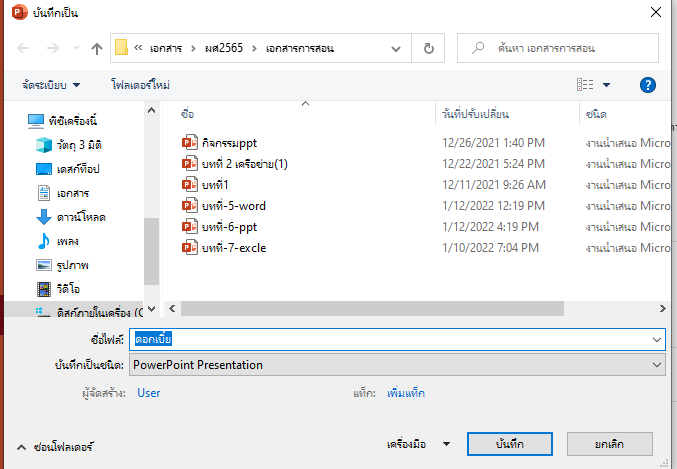 บันทึกเป็น
« เอกสาร › ผศ2565 › เอกสารการสอน
ค้นหา เอกสารการสอน
จัดระเบียบ
โฟลเดอร์ใหม่
พีซีเครื่องนี้
วัตถุ 3 มิติ
เดสก์ท็อป
เอกสาร
ดาวน์โหลด
เพลง
รูปภาพ
วิดีโอ
ดิสก์ภายในเครื่อง (C
ชื่อ วันที่ปรับเปลี่ยน ชนิด
กิจกรรมppt 12/26/2021 1:40 PM งานนำเสนอ Micro
บทที่ 2 เครือข่าย(1) 12/22/2021 5:24 PM งานนำเสนอ Micro
บทที่1 12/11/2021 9:26 AM งานนำเสนอ Micro
บทที่-5-word 1/12/2022 12:19 PM งานนำเสนอ Micro
บทที่-6-ppt 1/12/2022 4:19 PM งานนำเสนอ Micro
บทที่-7-excle 1/10/2022 7:04 PM งานนำเสนอ Micro
ชื่อไฟล์: ดอกเบี้ย
บันทึกเป็นชนิด: PowerPoint Presentation
ผู้จัดสร้าง: User แท็ก: เพิ่มแท็ก
ซ่อนโฟลเดอร์
เครื่องมือ บันทึก ยกเลิก